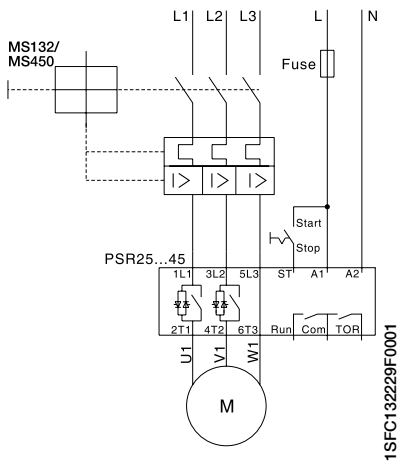 L1 L2 L3 L N
MS132/
MS450
Fuse
I> I> I>
Start
Stop
PSR25...45
1L1 3L2 5L3 ST A1 A2
2T1 4T2 6T3 Run Com TOR
U1 V1 W1
M
1SFC132229F0001